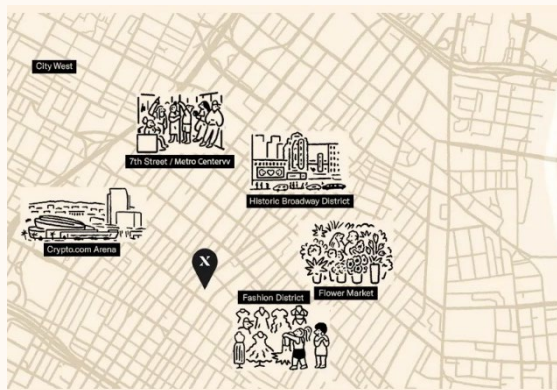 City West
7th Street / Metro Centervv
Historic Broadway District
Crypto.com Arena
X
Flower Market
Fashion District